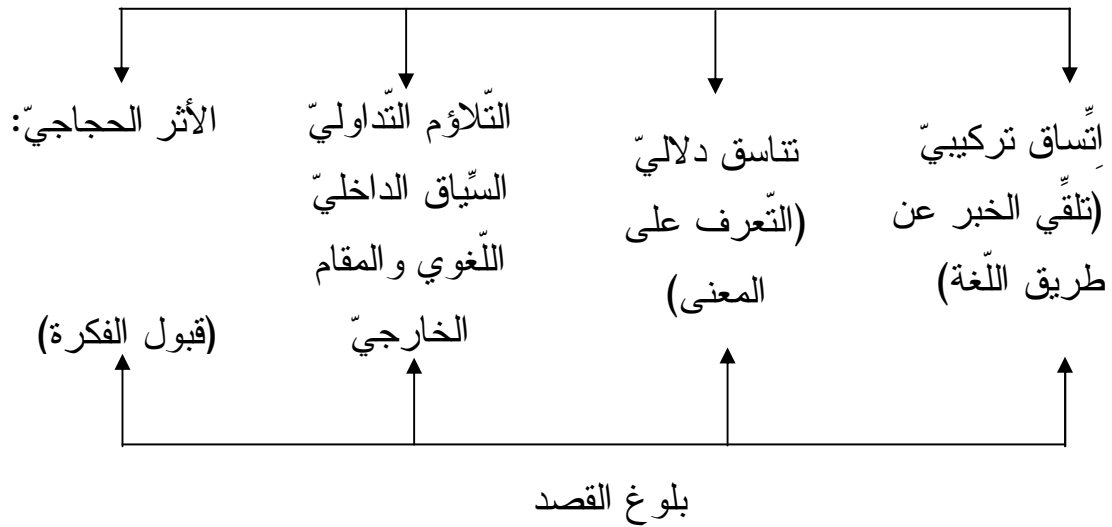 اِتِّساق تركيبيّ
(تلقِّي الخبر عن
طريق اللّغة)
تناسق دلاليّ
(التّعرف على
المعنى)
التّلاؤم التّداوليّ
السِّياق الداخليّ
اللّغوي والمقام
الخارجيّ
الأثر الحجاجيّ:
(قبول الفكرة)
بلوغ القصد